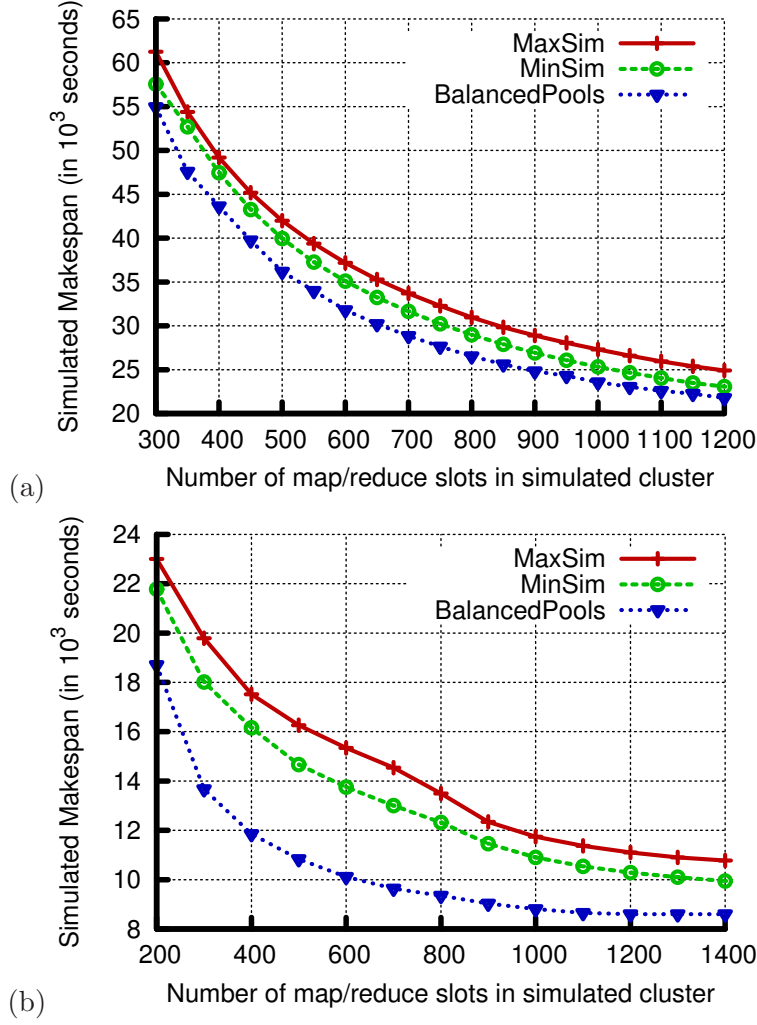 65
60
55
50
45
40
35
30
25
20
Simulated Makespan (in 10³ seconds)
MaxSim
MinSim
BalancedPools
300 400 500 600 700 800 900 1000 1100 1200
Number of map/reduce slots in simulated cluster
(a)
24
22
20
18
16
14
12
10
8
Simulated Makespan (in 10³ seconds)
MaxSim
MinSim
BalancedPools
200 400 600 800 1000 1200 1400
Number of map/reduce slots in simulated cluster
(b)